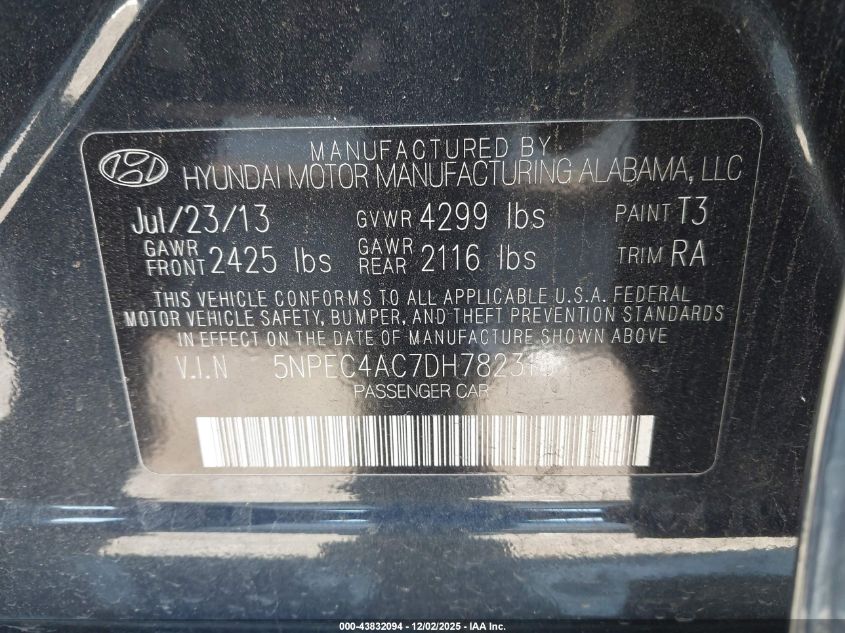 MANUFACTURED BY
HYUNDAI MOTOR MANUFACTURING ALABAMA, LLC
Jul/23/13 GVWR 4299 lbs PAINT T3
GAWR FRONT 2425 lbs GAWR REAR 2116 lbs TRIM RA
THIS VEHICLE CONFORMS TO ALL APPLICABLE U.S.A. FEDERAL
MOTOR VEHICLE SAFETY, BUMPER, AND THEFT PREVENTION STANDARDS
IN EFFECT ON THE DATE OF MANUFACTURE SHOWN ABOVE
V.I.N
PASSENGER CAR
000-43832094 - 12/02/2025 - IAA Inc.